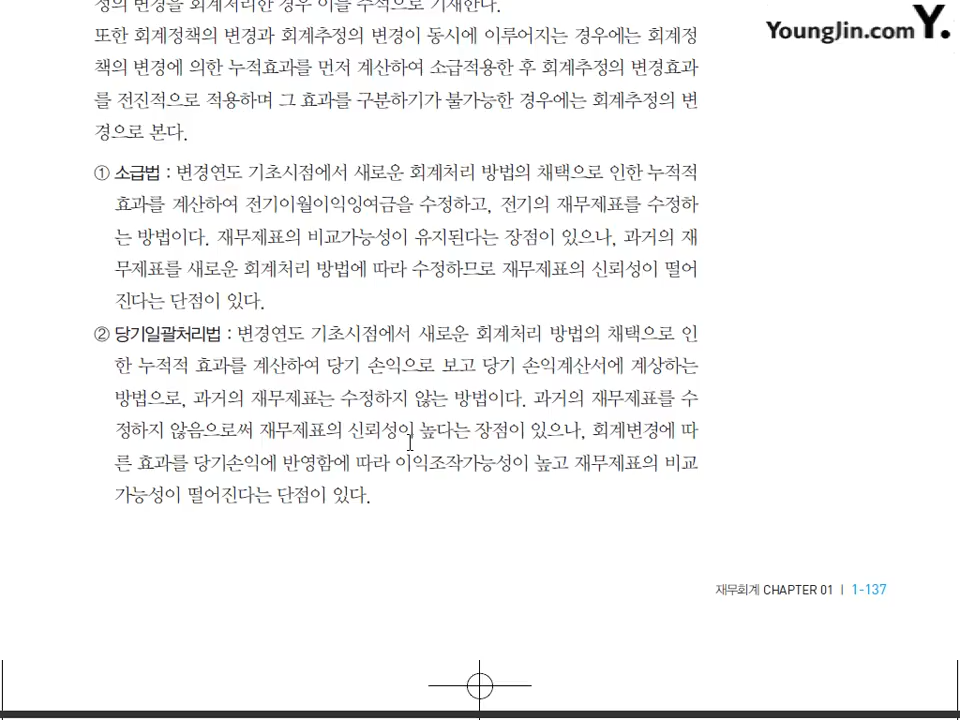 정의 변경을 회계처리한 경우 이를 주석으로 기재한다.
또한 회계정책의 변경과 회계추정의 변경이 동시에 이루어지는 경우에는 회계정
책의 변경에 의한 누적효과를 먼저 계산하여 소급적용한 후 회계추정의 변경효과
를 전진적으로 적용하며 그 효과를 구분하기가 불가능한 경우에는 회계추정의 변
경으로 본다.
① 소급법 : 변경연도 기초시점에서 새로운 회계처리 방법의 채택으로 인한 누적적
효과를 계산하여 전기이월이익잉여금을 수정하고, 전기의 재무제표를 수정하
는 방법이다. 재무제표의 비교가능성이 유지된다는 장점이 있으나, 과거의 재
무제표를 새로운 회계처리 방법에 따라 수정하므로 재무제표의 신뢰성이 떨어
진다는 단점이 있다.
② 당기일괄처리법 : 변경연도 기초시점에서 새로운 회계처리 방법의 채택으로 인
한 누적적 효과를 계산하여 당기 손익으로 보고 당기 손익계산서에 계상하는
방법으로, 과거의 재무제표는 수정하지 않는 방법이다. 과거의 재무제표를 수
정하지 않음으로써 재무제표의 신뢰성이 높다는 장점이 있으나, 회계변경에 따
른 효과를 당기손익에 반영함에 따라 이익조작가능성이 높고 재무제표의 비교
가능성이 떨어진다는 단점이 있다.
재무회계 CHAPTER 01 | 1-137
YoungJin.com Y.